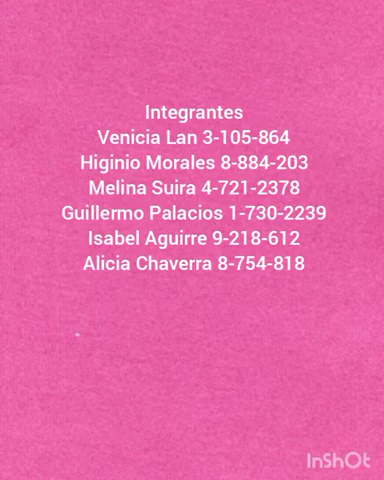 Integrantes
Venicia Lan 3-105-864
Higinio Morales 8-884-203
Melina Suira 4-721-2378
Guillermo Palacios 1-730-2239
Isabel Aguirre 9-218-612
Alicia Chaverra 8-754-818
InShOt